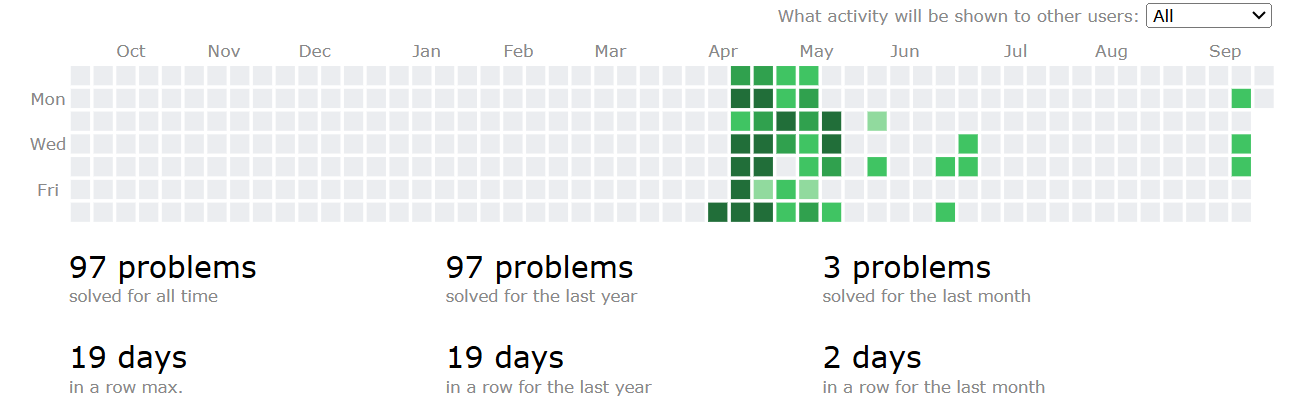 What activity will be shown to other users: All
Oct Nov Dec Jan Feb Mar Apr May Jun Jul Aug Sep
Mon
Wed
Fri
97 problems 97 problems 3 problems
solved for all time solved for the last year solved for the last month
19 days 19 days 2 days
in a row max. in a row for the last year in a row for the last month